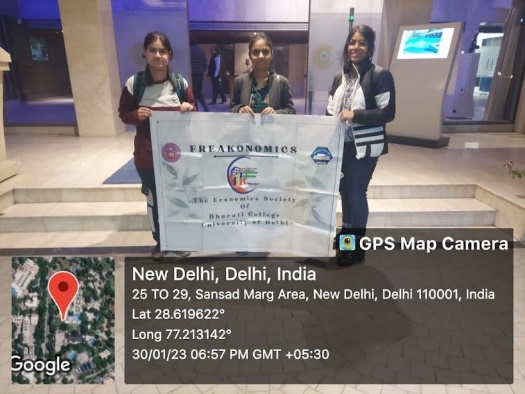 FREAKONOMICS
The Economics Society
Of
Bharati College
University of Delhi
GPS Map Camera
New Delhi, Delhi, India
25 TO 29, Sansad Marg Area, New Delhi, Delhi 110001, India
Lat 28.619622°
Long 77.213142°
30/01/23 06:57 PM GMT +05:30
Google